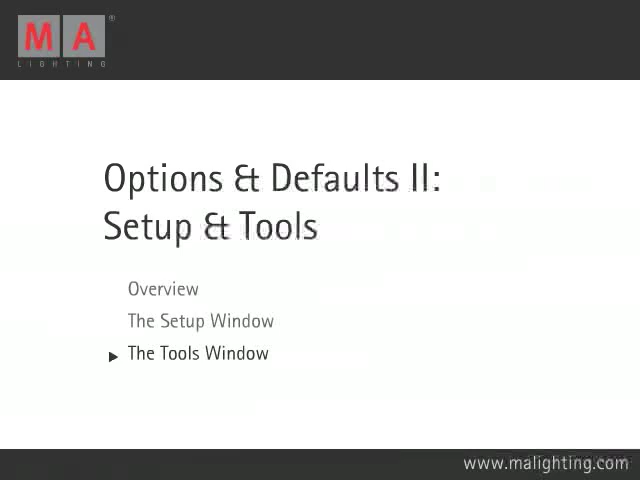 MA®
LIGHTING
Options & Defaults II:
Setup & Tools
Overview
The Setup Window
The Tools Window
www.malighting.com